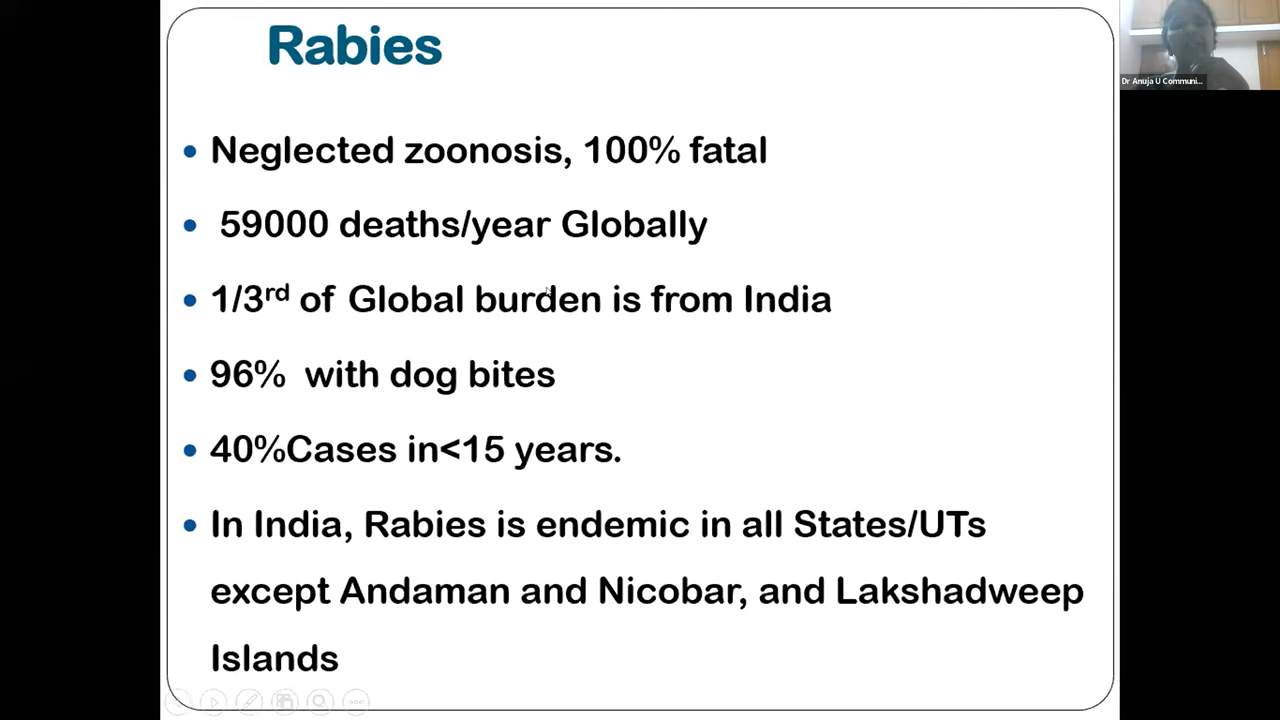 Rabies
Dr Anuja U Communi...
• Neglected zoonosis, 100% fatal
• 59000 deaths/year Globally
• 1/3rd of Global burden is from India
• 96% with dog bites
• 40%Cases in<15 years.
• In India, Rabies is endemic in all States/UTs
except Andaman and Nicobar, and Lakshadweep
Islands